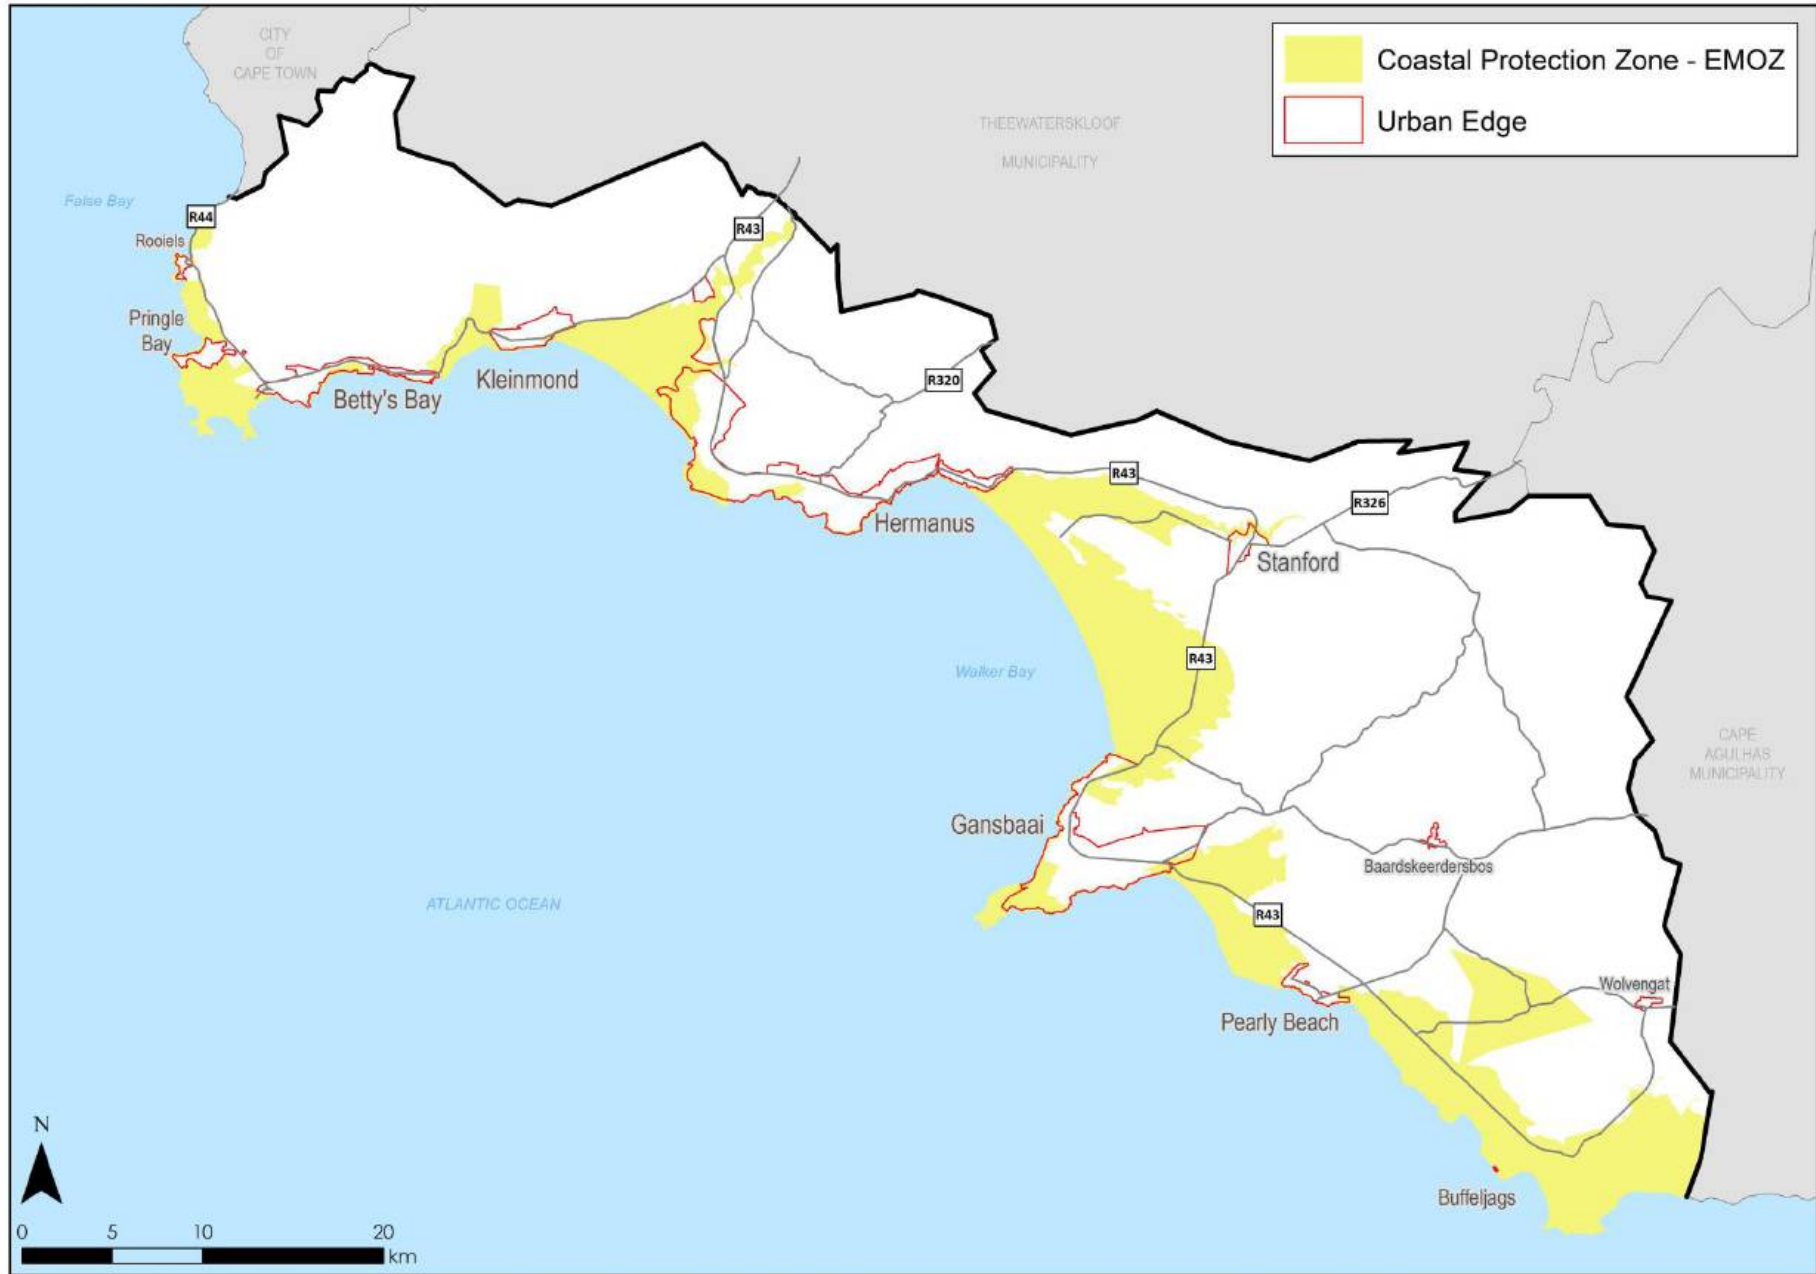 CITY
OF
CAPE TOWN
Coastal Protection Zone - EMOZ
Urban Edge
THEEWATERSKLOOF
MUNICIPALITY
False Bay
R44
R43
Rooiels
Pringle
Bay
Kleinmond
R320
Betty's Bay
R43
R326
Hermanus
Stanford
R43
Walker Bay
CAPE
AGULHAS
MUNICIPALITY
Gansbaai
Baardskeerdersbos
ATLANTIC OCEAN
R43
Wolvengat
Pearly Beach
N
Buffeljags
0 5 10 20
km